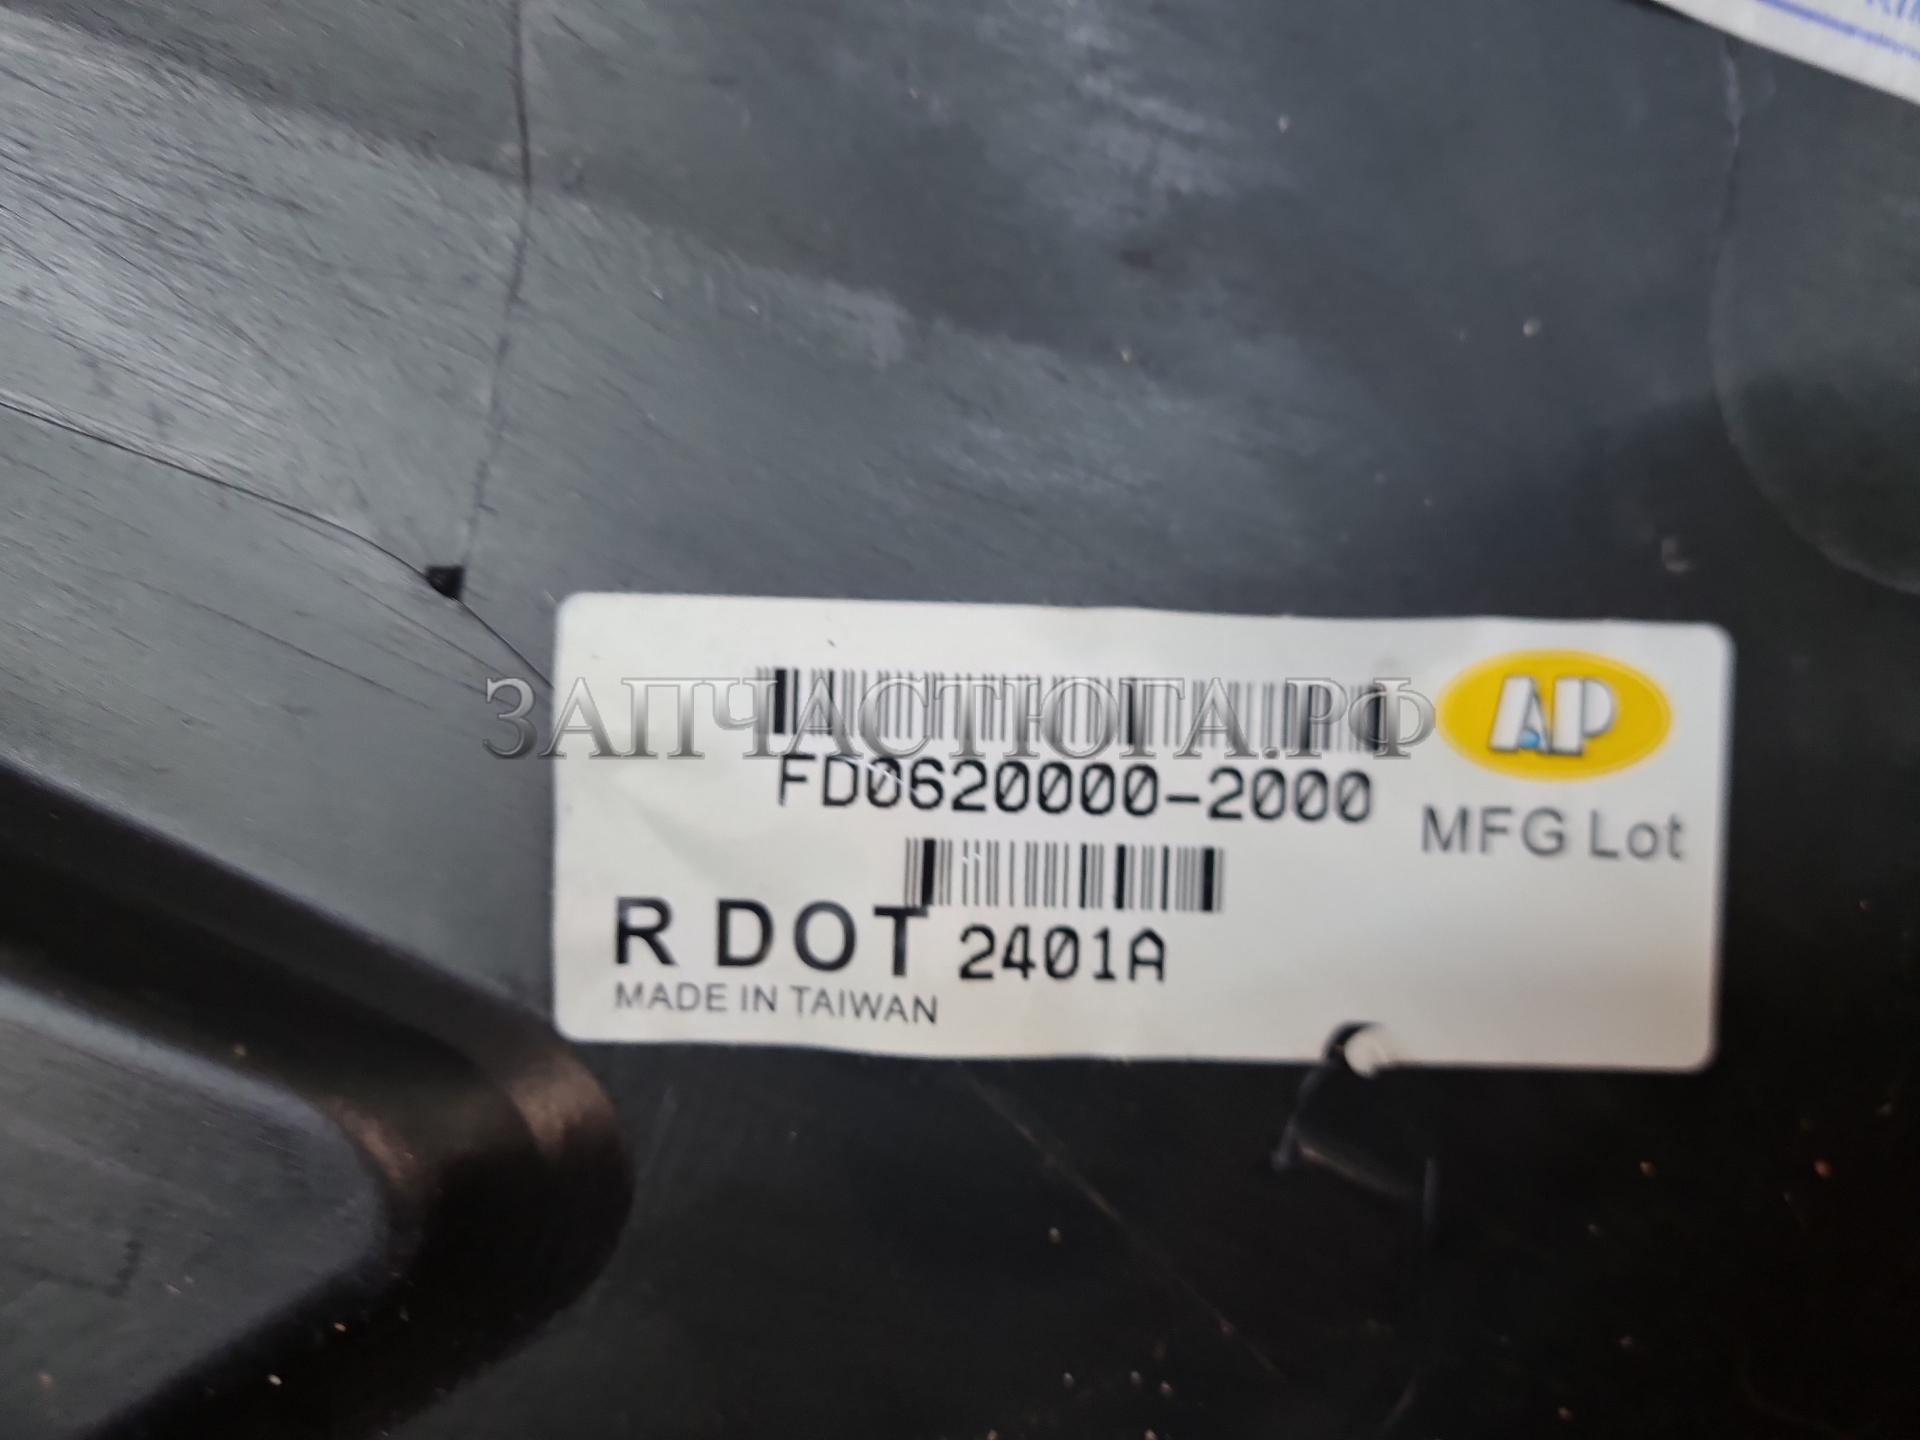 ЗАПЧАСТЮГА.РФ
AP
FD0620000-2000
MFG Lot
R DOT 2401A
MADE IN TAIWAN